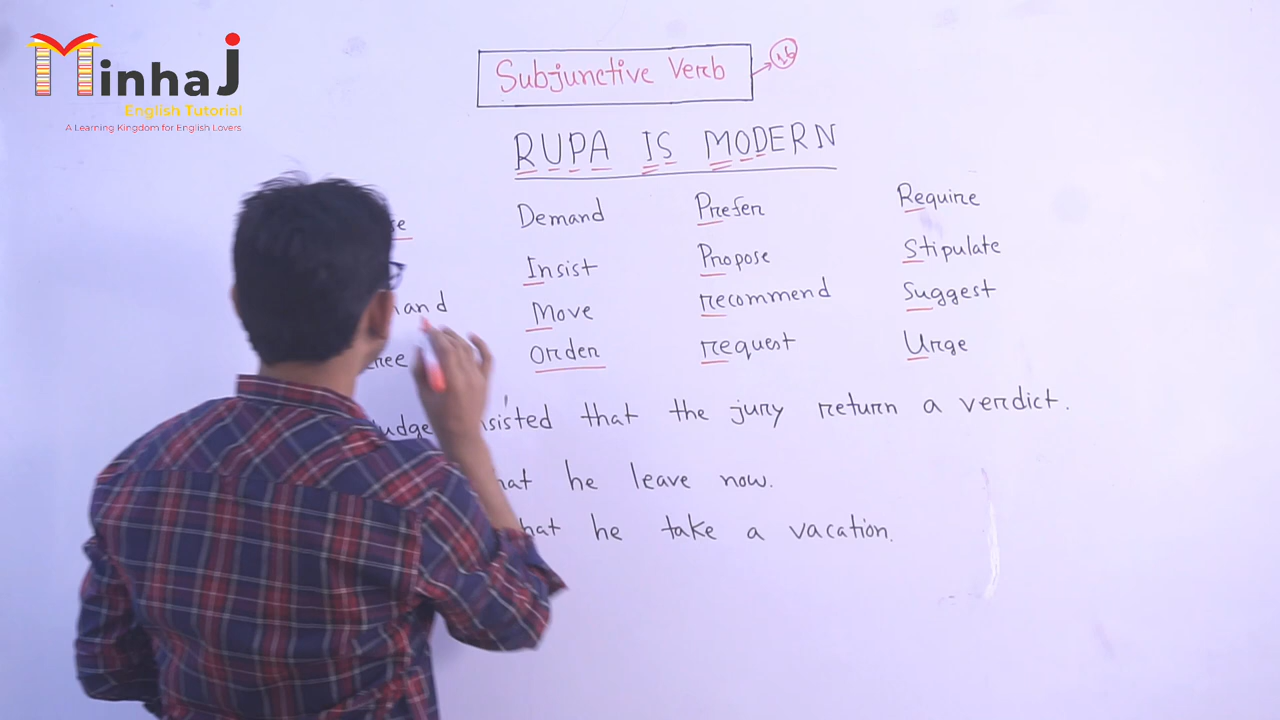 MinhaJ
English Tutorial
A Learning Kingdom for English Lovers
Subjunctive Verb
RUPA IS MODERN
Demand Prefer Require
Insist Propose Stipulate
Move recommend Suggest
Order request Urge
that the jury return a verdict.
he leave now.
he take a vacation.